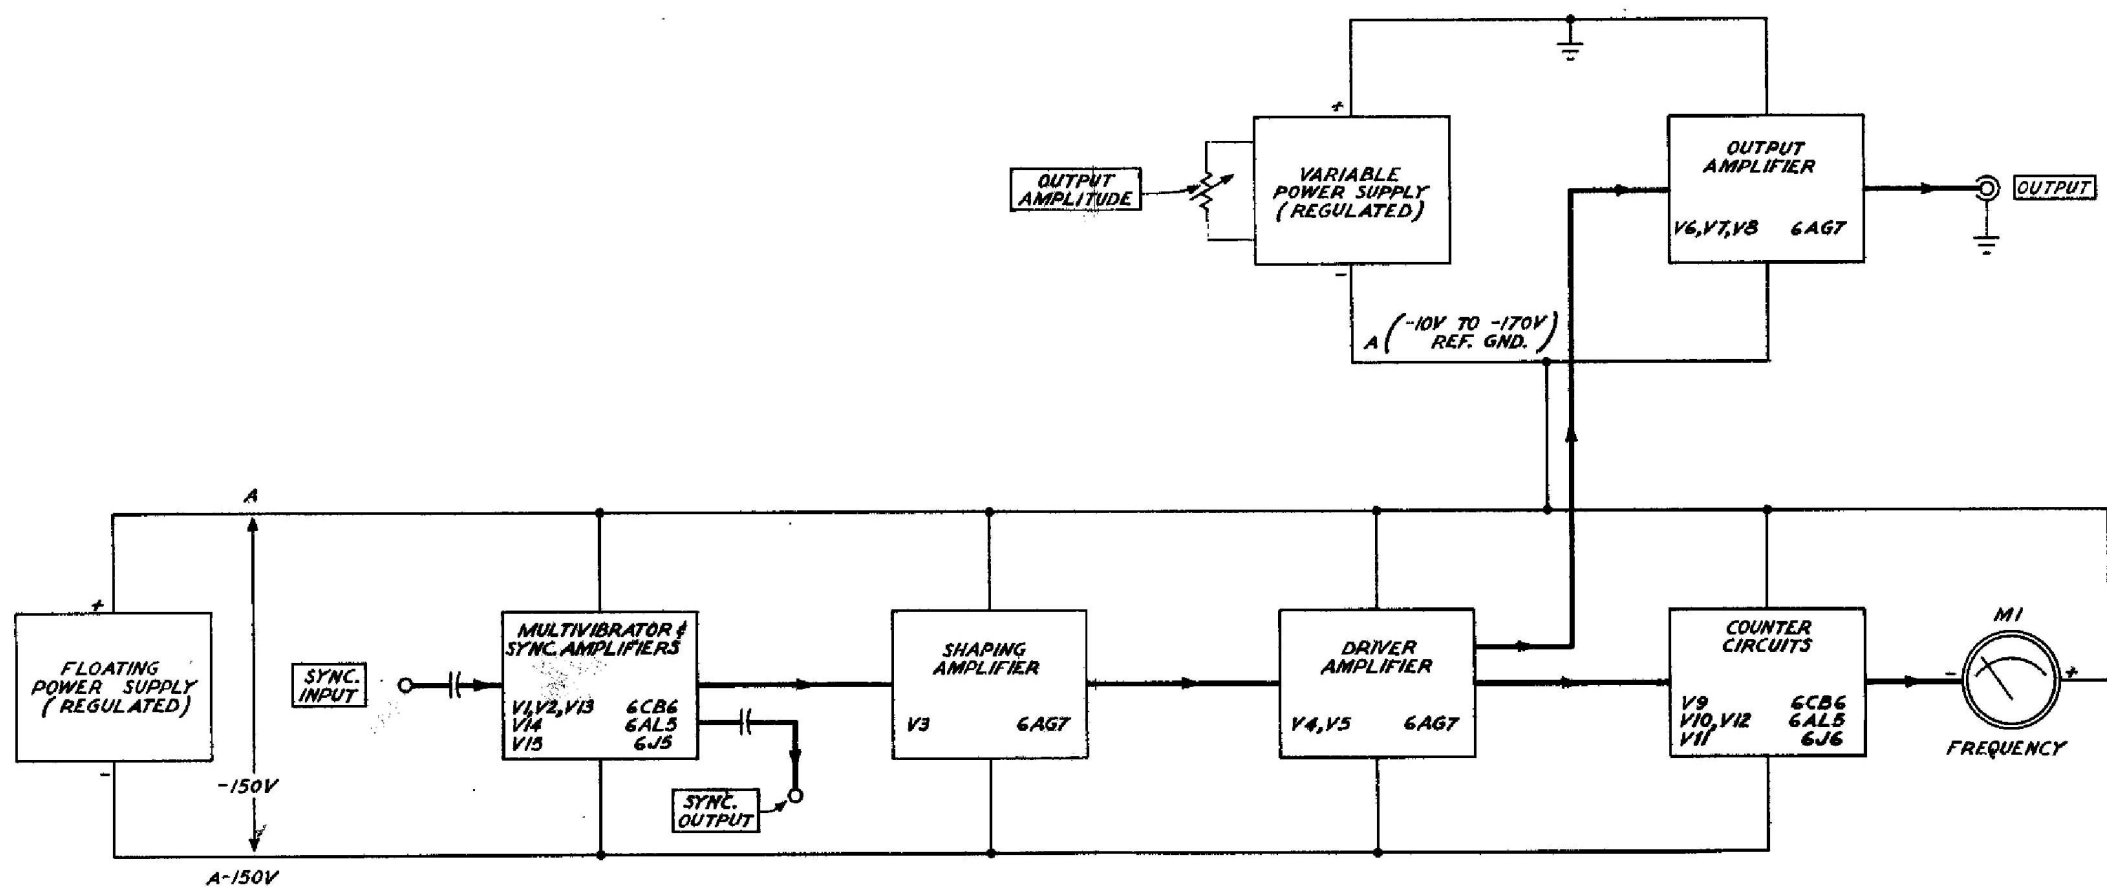 +
OUTPUT
AMPLITUDE
VARIABLE
POWER SUPPLY
(REGULATED)
-
OUTPUT
AMPLIFIER
V6,V7,V8 6AG7
OUTPUT
A (-10V TO -170V)
REF. GND.
A
+
FLOATING
POWER SUPPLY
(REGULATED)
-
-150V
A-150V
SYNC.
INPUT
MULTIVIBRATOR &
SYNC. AMPLIFIERS
V1,V2,V13 6CB6
V14 6AL5
V15 6J5
SYNC.
OUTPUT
SHAPING
AMPLIFIER
V3 6AG7
DRIVER
AMPLIFIER
V4,V5 6AG7
COUNTER
CIRCUITS
V9 6CB6
V10,V12 6AL5
V11 6J6
M1
- +
FREQUENCY